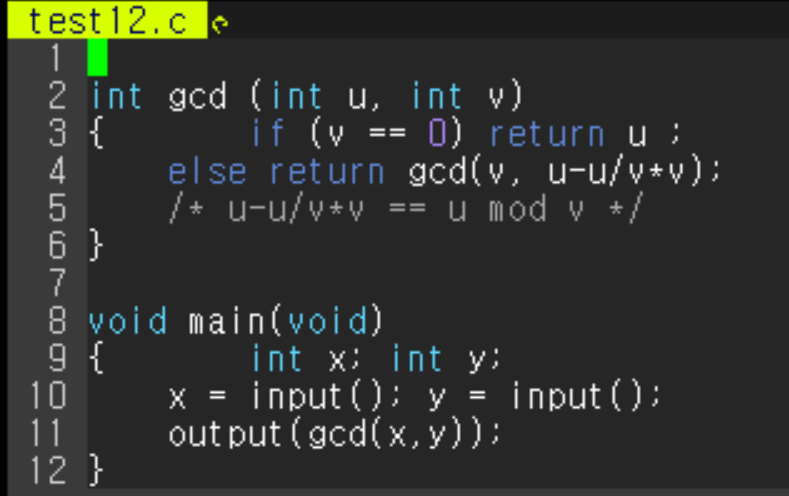 test12.c
1
2 int gcd (int u, int v)
3 {        if (v == 0) return u ;
4     else return gcd(v, u-u/v*v);
5     /* u-u/v*v == u mod v */
6 }
7
8 void main(void)
9 {        int x; int y;
10     x = input(); y = input();
11     output(gcd(x,y));
12 }